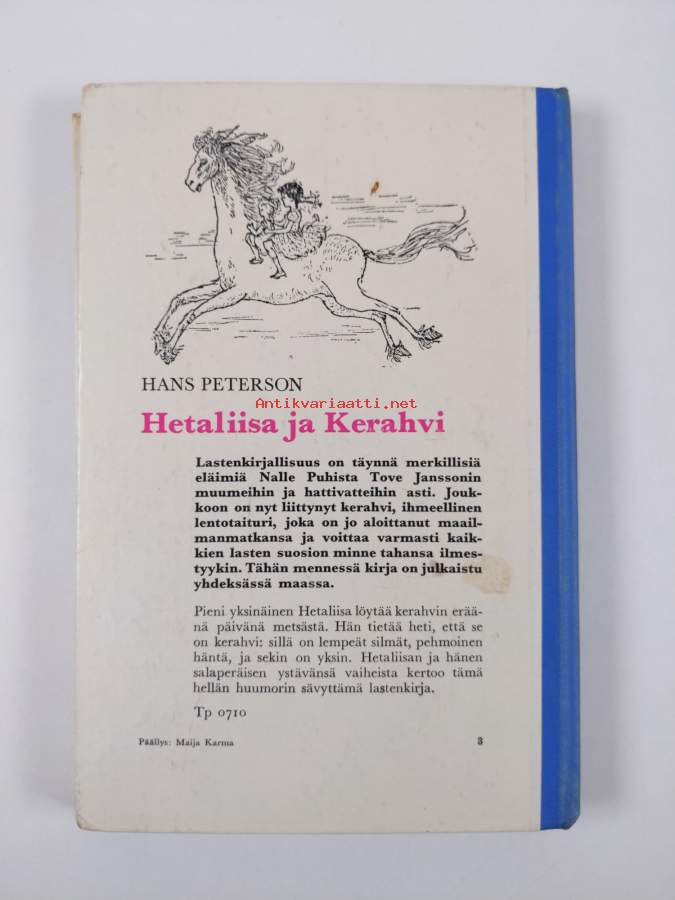 HANS PETERSON
Antikvariaatti.net
Hetaliisa ja Kerahvi
Lastenkirjallisuus on täynnä merkillisiä
eläimiä Nalle Puhista Tove Janssonin
muumeihin ja hattivatteihin asti. Jouk-
koon on nyt liittynyt kerahvi, ihmeellinen
lentotaituri, joka on jo aloittanut maail-
manmatkansa ja voittaa varmasti kaik-
kien lasten suosion minne tahansa ilmes-
tyykin. Tähän mennessä kirja on julkaistu
yhdeksässä maassa.
Pieni yksinäinen Hetaliisa löytää kerahvin erää-
nä päivänä metsästä. Hän tietää heti, että se
on kerahvi: sillä on lempeät silmät, pehmoinen
häntä, ja sekin on yksin. Hetaliisan ja hänen
salaperäisen ystävänsä vaiheista kertoo tämä
hellän huumorin sävyttämä lastenkirja.
Tp 0710
Päällys: Maija Karma 3